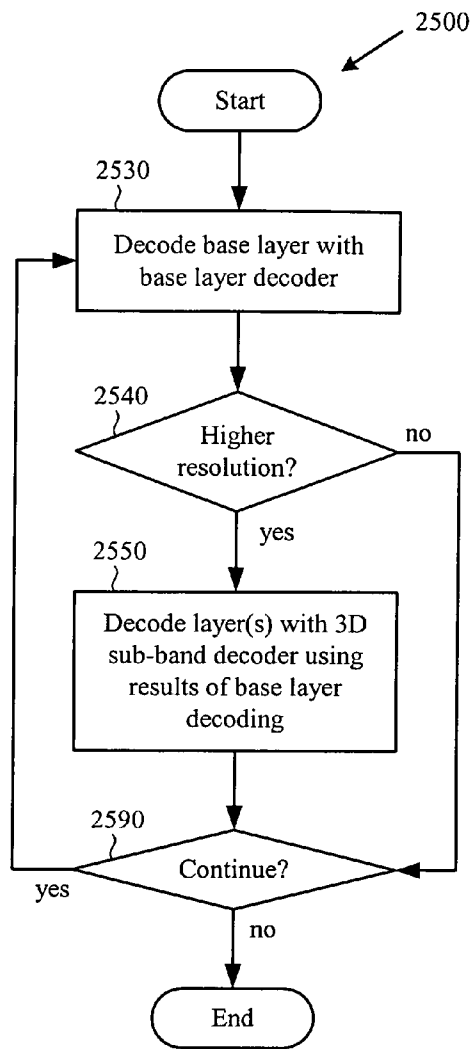 2500
Start
2530
Decode base layer with
base layer decoder
2540
Higher
resolution?
no
yes
2550
Decode layer(s) with 3D
sub-band decoder using
results of base layer
decoding
2590
Continue?
yes
no
End